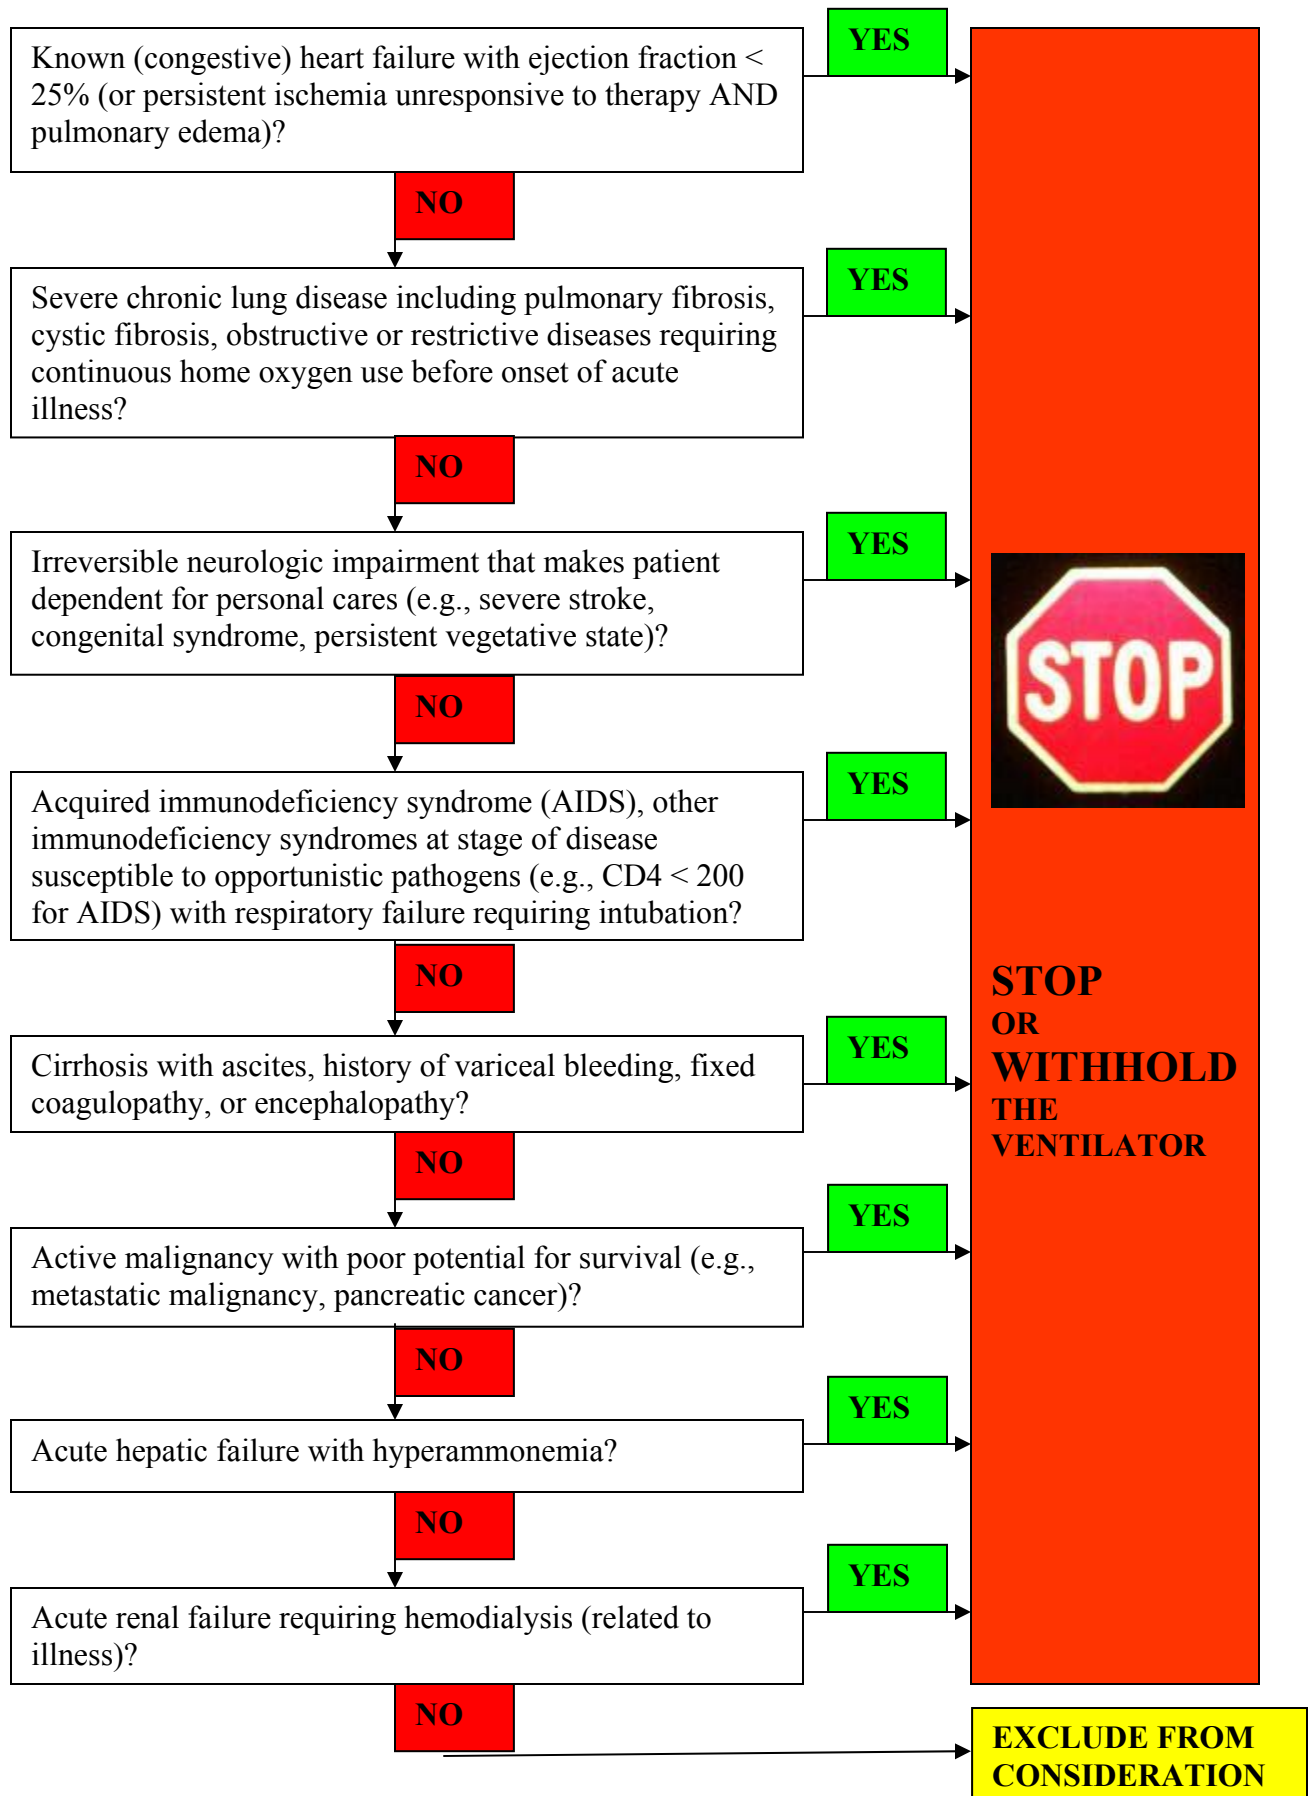 YES
Known (congestive) heart failure with ejection fraction <
25% (or persistent ischemia unresponsive to therapy AND
pulmonary edema)?
NO
YES
Severe chronic lung disease including pulmonary fibrosis,
cystic fibrosis, obstructive or restrictive diseases requiring
continuous home oxygen use before onset of acute
illness?
NO
YES
Irreversible neurologic impairment that makes patient
dependent for personal cares (e.g., severe stroke,
congenital syndrome, persistent vegetative state)?
STOP
NO
YES
Acquired immunodeficiency syndrome (AIDS), other
immunodeficiency syndromes at stage of disease
susceptible to opportunistic pathogens (e.g., CD4 < 200
for AIDS) with respiratory failure requiring intubation?
NO
STOP
OR
WITHHOLD
THE
VENTILATOR
YES
Cirrhosis with ascites, history of variceal bleeding, fixed
coagulopathy, or encephalopathy?
NO
YES
Active malignancy with poor potential for survival (e.g.,
metastatic malignancy, pancreatic cancer)?
NO
YES
Acute hepatic failure with hyperammonemia?
NO
YES
Acute renal failure requiring hemodialysis (related to
illness)?
NO
EXCLUDE FROM
CONSIDERATION